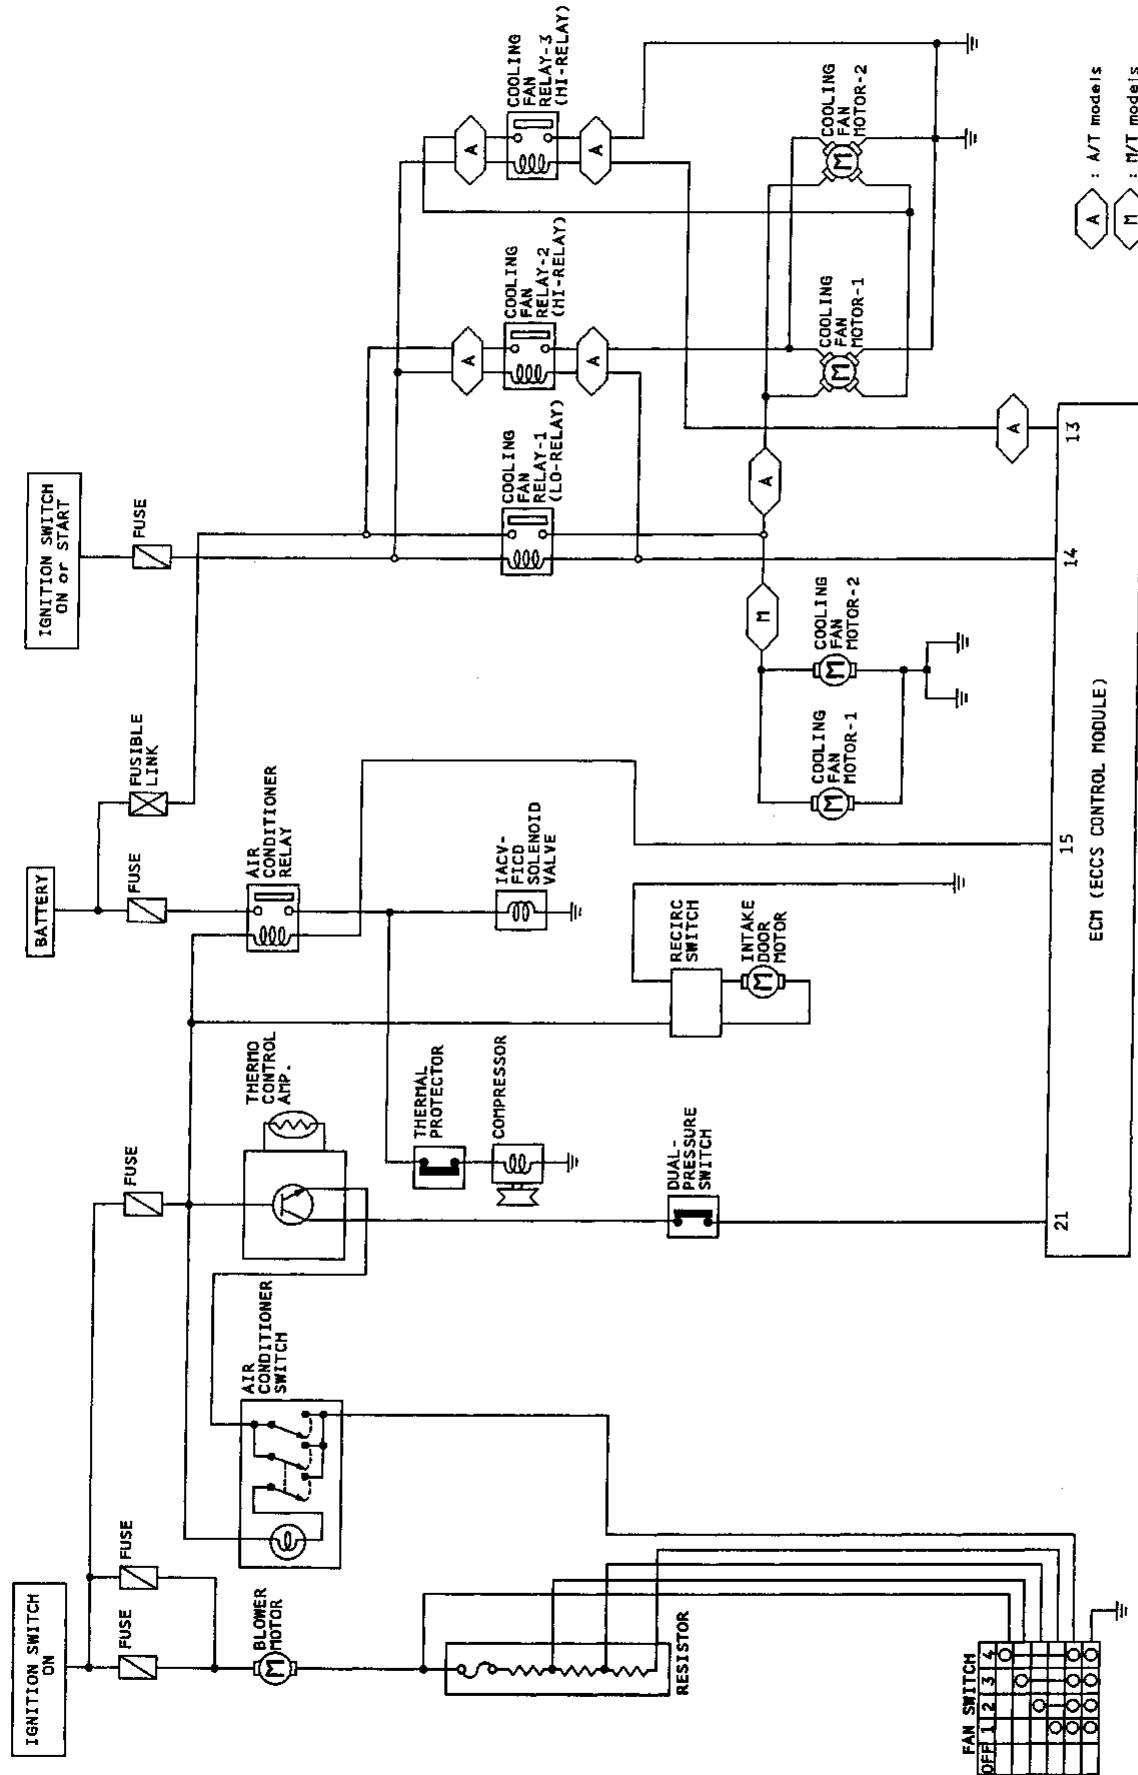 IGNITION SWITCH
ON
FUSE
FUSE
FUSE
BATTERY
FUSE
FUSIBLE
LINK
IGNITION SWITCH
ON or START
FUSE
BLOWER
MOTOR
AIR
CONDITIONER
SWITCH
THERMO
CONTROL
AMP.
AIR
CONDITIONER
RELAY
COOLING
FAN
RELAY-1
(LO-RELAY)
COOLING
FAN
RELAY-2
(HI-RELAY)
COOLING
FAN
RELAY-3
(HI-RELAY)
A
A
A
A
RESISTOR
THERMAL
PROTECTOR
COMPRESSOR
IACV-
FICD
SOLENOID
VALVE
DUAL-
PRESSURE
SWITCH
RECIRC
SWITCH
INTAKE
DOOR
MOTOR
M
M
A
COOLING
FAN
MOTOR-1
M
COOLING
FAN
MOTOR-2
M
COOLING
FAN
MOTOR-1
M
COOLING
FAN
MOTOR-2
M
M
A
FAN SWITCH
OFF 1 2 3 4
21
15
14
13
ECM (ECCS CONTROL MODULE)
A : A/T models
M : M/T models